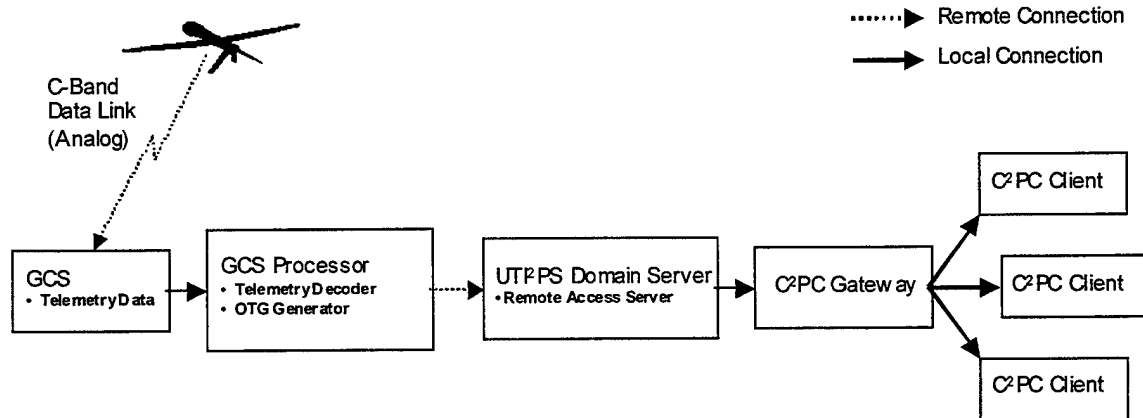 Remote Connection
Local Connection
C-Band
Data Link
(Analog)
GCS
• Telemetry Data
GCS Processor
• Telemetry Decoder
• OTG Generator
UTI²PS Domain Server
• Remote Access Server
C²PC Gateway
C²PC Client
C²PC Client
C²PC Client